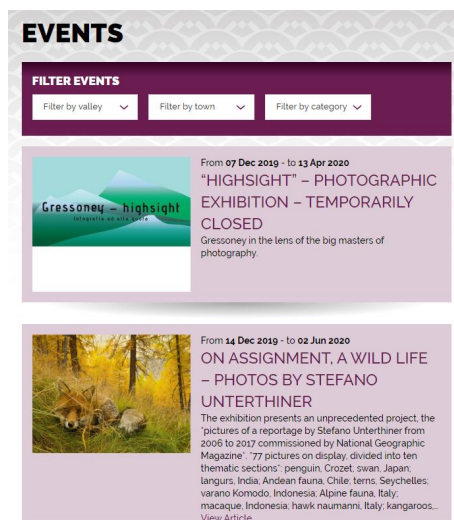 EVENTS
FILTER EVENTS
Filter by valley
Filter by town
Filter by category
Gressoney – highsight
fotografie ad alta quota
From 07 Dec 2019 - to 13 Apr 2020
“HIGHSIGHT” – PHOTOGRAPHIC
EXHIBITION – TEMPORARILY
CLOSED
Gressoney in the lens of the big masters of
photography.
From 14 Dec 2019 - to 02 Jun 2020
ON ASSIGNMENT, A WILD LIFE
– PHOTOS BY STEFANO
UNTERTHINER
The exhibition presents an unprecedented project, the
“pictures of a reportage by Stefano Unterthiner from
2006 to 2017 commissioned by National Geographic
Magazine”. “77 pictures on display, divided into ten
thematic sections”: penguin, Crozet; swan, Japan;
langurs, India; Andean fauna, Chile; terns, Seychelles;
varano Komodo, Indonesia; Alpine fauna, Italy;
macaque, Indonesia; hawk naumanni, Italy; kangaroos,…
View Article